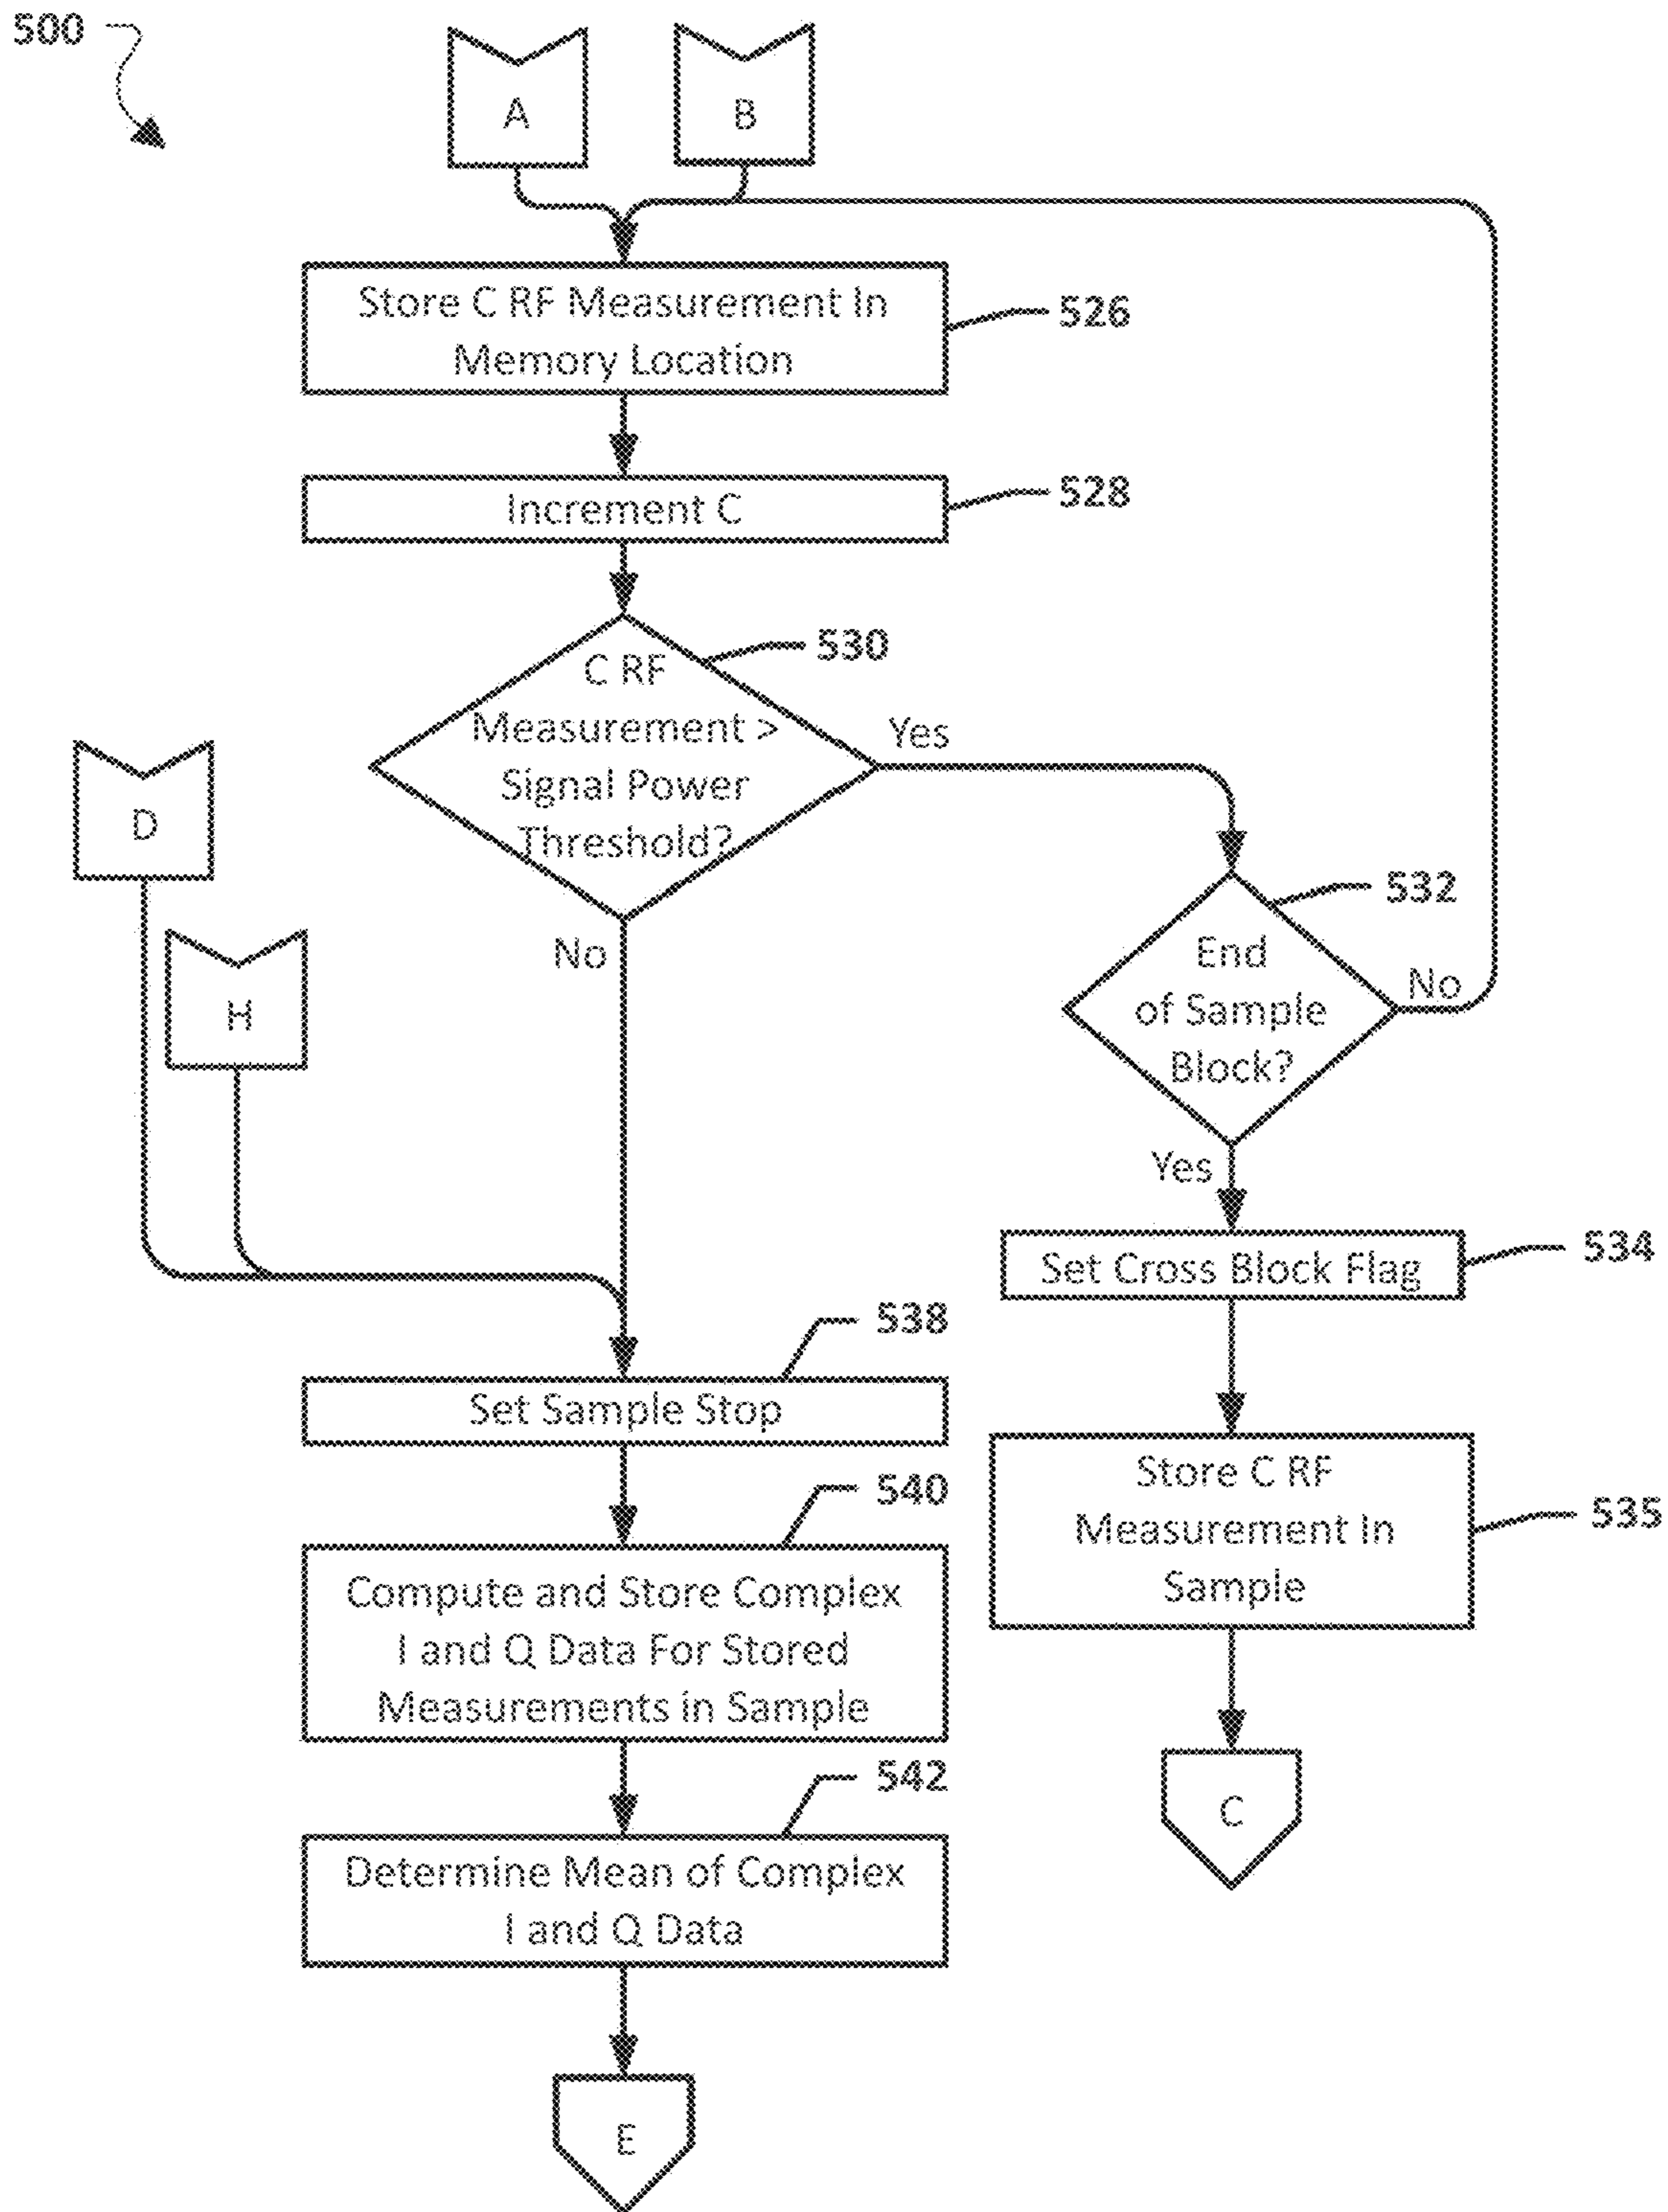 500
A
B
Store C RF Measurement In
Memory Location
526
Increment C
528
530
C RF
Measurement >
Signal Power
Threshold?
Yes
No
D
H
532
End
of Sample
Block?
No
Yes
Set Cross Block Flag
534
538
Set Sample Stop
Store C RF
Measurement In
Sample
535
540
Compute and Store Complex
I and Q Data For Stored
Measurements in Sample
C
542
Determine Mean of Complex
I and Q Data
E